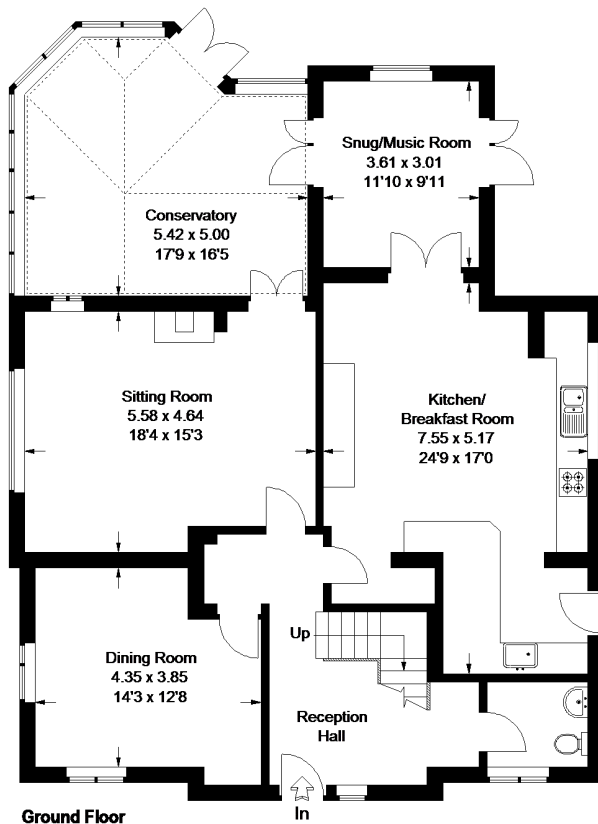 Snug/Music Room
3.61 x 3.01
11'10 x 9'11
Conservatory
5.42 x 5.00
17'9 x 16'5
Sitting Room
5.58 x 4.64
18'4 x 15'3
Kitchen/
Breakfast Room
7.55 x 5.17
24'9 x 17'0
Up
Dining Room
4.35 x 3.85
14'3 x 12'8
Reception
Hall
In
Ground Floor